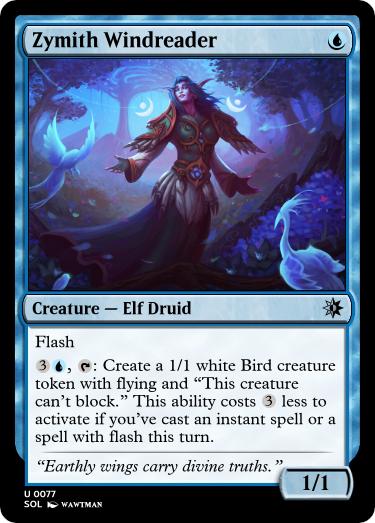 Zymith Windreader
Creature — Elf Druid
Flash
3, : Create a 1/1 white Bird creature
token with flying and “This creature
can’t block.” This ability costs 3 less to
activate if you’ve cast an instant spell or a
spell with flash this turn.
“Earthly wings carry divine truths.”
1/1
U 0077
SOL WAWTMAN